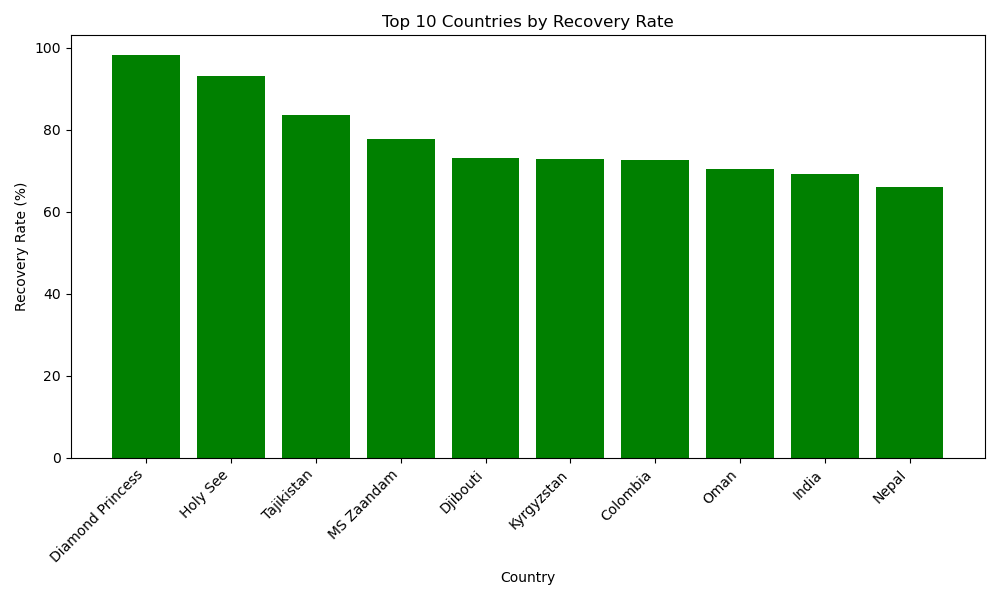 Top 10 Countries by Recovery Rate
Recovery Rate (%)
100
80
60
40
20
0
Diamond Princess
Holy See
Tajikistan
MS Zaandam
Djibouti
Kyrgyzstan
Colombia
Oman
India
Nepal
Country